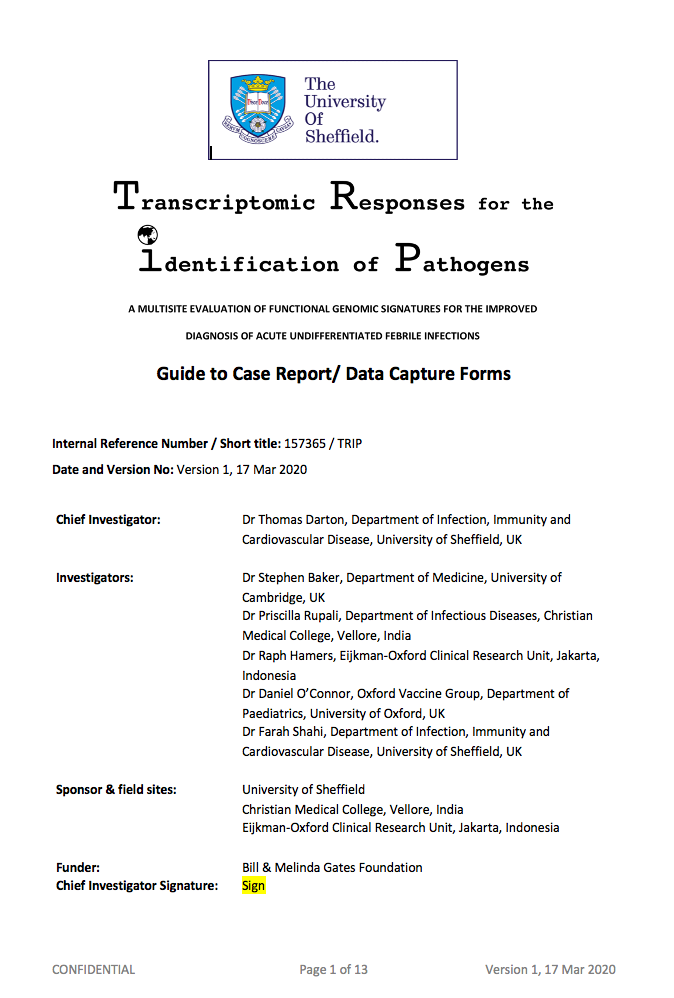 The
University
Of
Sheffield.
Transcriptomic Responses for the
identification of Pathogens
A MULTISITE EVALUATION OF FUNCTIONAL GENOMIC SIGNATURES FOR THE IMPROVED
DIAGNOSIS OF ACUTE UNDIFFERENTIATED FEBRILE INFECTIONS
Guide to Case Report/ Data Capture Forms
Internal Reference Number / Short title: 157365 / TRIP
Date and Version No: Version 1, 17 Mar 2020
Chief Investigator: Dr Thomas Darton, Department of Infection, Immunity and
Cardiovascular Disease, University of Sheffield, UK
Investigators: Dr Stephen Baker, Department of Medicine, University of
Cambridge, UK
Dr Priscilla Rupali, Department of Infectious Diseases, Christian
Medical College, Vellore, India
Dr Raph Hamers, Eijkman-Oxford Clinical Research Unit, Jakarta,
Indonesia
Dr Daniel O’Connor, Oxford Vaccine Group, Department of
Paediatrics, University of Oxford, UK
Dr Farah Shahi, Department of Infection, Immunity and
Cardiovascular Disease, University of Sheffield, UK
Sponsor & field sites: University of Sheffield
Christian Medical College, Vellore, India
Eijkman-Oxford Clinical Research Unit, Jakarta, Indonesia
Funder: Bill & Melinda Gates Foundation
Chief Investigator Signature: Sign
CONFIDENTIAL Page 1 of 13 Version 1, 17 Mar 2020